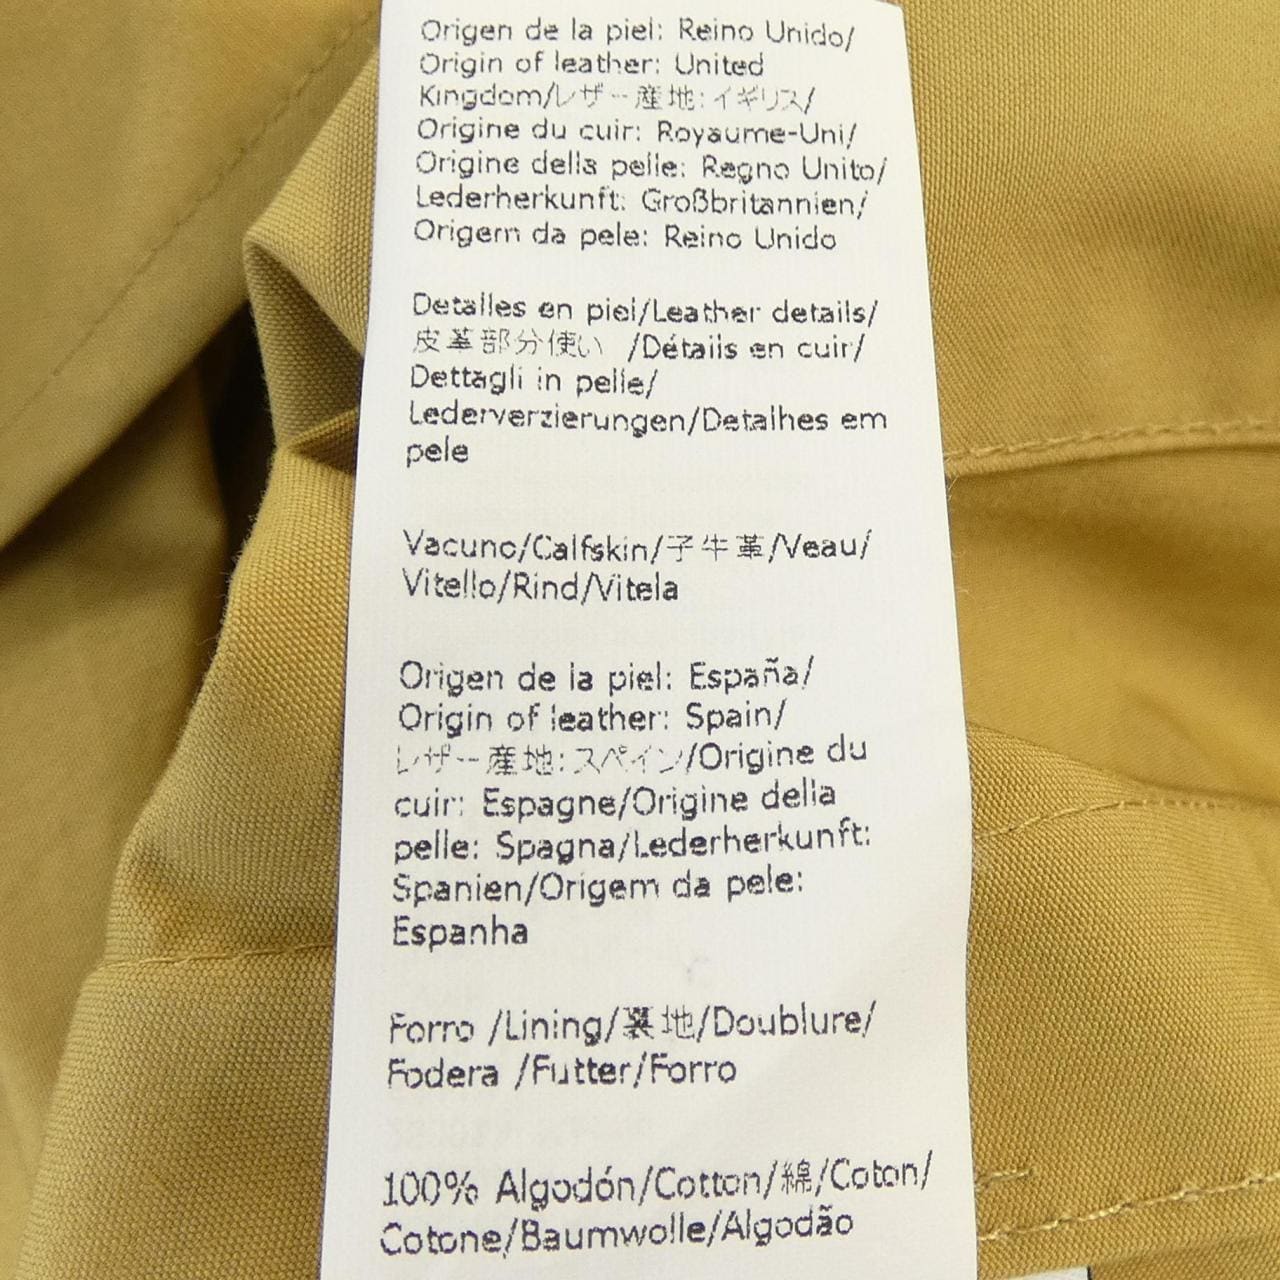 Origen de la piel: Reino Unido/
Origin of leather: United
Kingdom/レザー産地:イギリス/
Origine du cuir: Royaume-Uni/
Origine della pelle: Regno Unito/
Lederherkunft: Großbritannien/
Origem da pele: Reino Unido
Detalles en piel/Leather details/
皮革部分使い /Détails en cuir/
Dettagli in pelle/
Lederverzierungen/Detalhes em
pele
Vacuno/Calfskin/子牛革/Veau/
Vitello/Rind/Vitela
Origen de la piel: España/
Origin of leather: Spain/
レザー産地:スペイン/Origine du
cuir: Espagne/Origine della
pelle: Spagna/Lederherkunft:
Spanien/Origem da pele:
Espanha
Forro /Lining/裏地/Doublure/
Fodera /Futter/Forro
100% Algodón/Cotton/綿/Coton/
Cotone/Baumwolle/Algodão